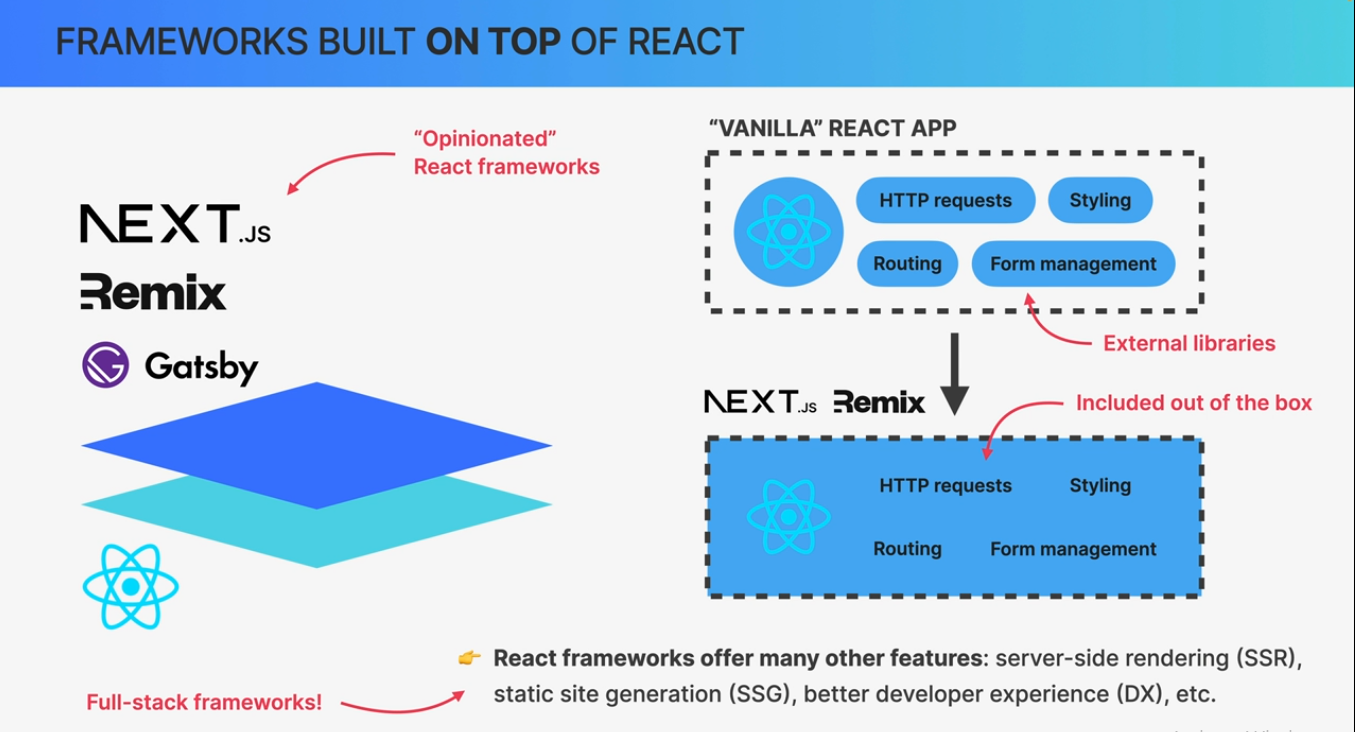 FRAMEWORKS BUILT ON TOP OF REACT
“Opinionated”
React frameworks
NEXT.JS
Remix
Gatsby
“VANILLA” REACT APP
HTTP requests
Styling
Routing
Form management
External libraries
NEXT.JS Remix
Included out of the box
HTTP requests
Styling
Routing
Form management
👉 React frameworks offer many other features: server-side rendering (SSR),
static site generation (SSG), better developer experience (DX), etc.
Full-stack frameworks!